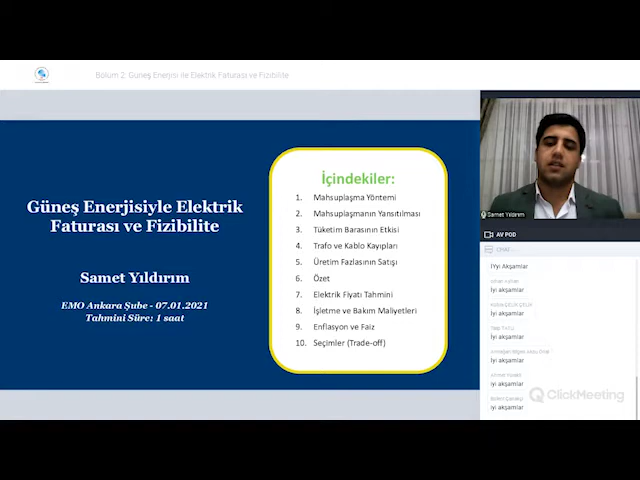 Bölüm 2: Güneş Enerjisi ile Elektrik Faturası ve Fizibilite
Güneş Enerjisiyle Elektrik
Faturası ve Fizibilite
Samet Yıldırım
EMO Ankara Şube - 07.01.2021
Tahmini Süre: 1 saat
İçindekiler:
1. Mahsuplaşma Yöntemi
2. Mahsuplaşmanın Yansıtılması
3. Tüketim Barasının Etkisi
4. Trafo ve Kablo Kayıpları
5. Üretim Fazlasının Satışı
6. Özet
7. Elektrik Fiyatı Tahmini
8. İşletme ve Bakım Maliyetleri
9. Enflasyon ve Faiz
10. Seçimler (Trade-off)
Samet Yıldırım
AV POD
CHAT
İYyi Akşamlar
iyi akşamlar
İyi akşamlar
iyi akşamlar
iyi akşamlar
iyi akşamlar
iyi akşamlar
ClickMeeting